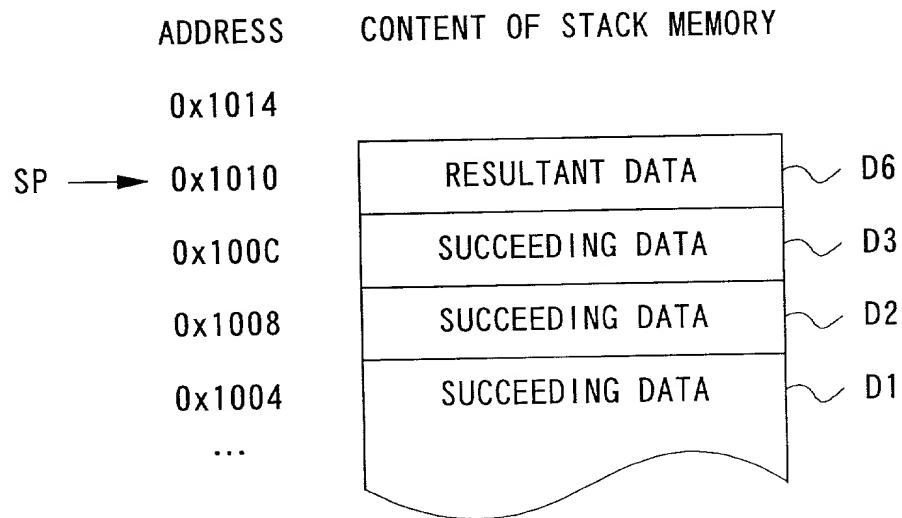 ADDRESS CONTENT OF STACK MEMORY
0x1014
SP 0x1010 RESULTANT DATA D6
0x100C SUCCEEDING DATA D3
0x1008 SUCCEEDING DATA D2
0x1004 SUCCEEDING DATA D1
...